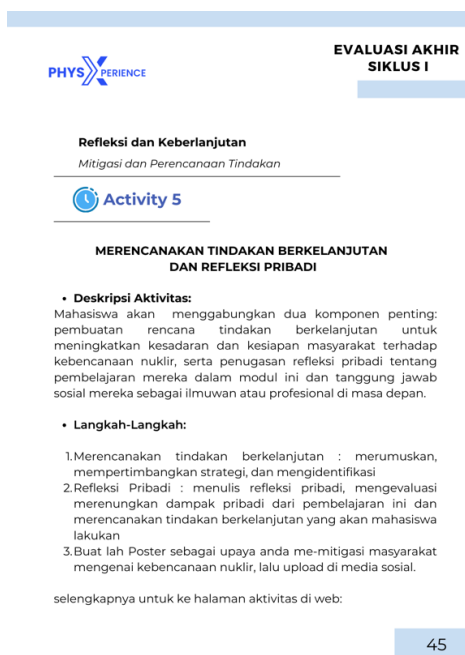 EVALUASI AKHIR
SIKLUS I
PHYS PERIENCE
Refleksi dan Keberlanjutan
Mitigasi dan Perencanaan Tindakan
Activity 5
MERENCANAKAN TINDAKAN BERKELANJUTAN
DAN REFLEKSI PRIBADI
• Deskripsi Aktivitas:
Mahasiswa akan menggabungkan dua komponen penting:
pembuatan rencana tindakan berkelanjutan untuk
meningkatkan kesadaran dan kesiapan masyarakat terhadap
kebencanaan nuklir, serta penugasan refleksi pribadi tentang
pembelajaran mereka dalam modul ini dan tanggung jawab
sosial mereka sebagai ilmuwan atau profesional di masa depan.
• Langkah-Langkah:
1. Merencanakan tindakan berkelanjutan : merumuskan,
mempertimbangkan strategi, dan mengidentifikasi
2. Refleksi Pribadi : menulis refleksi pribadi, mengevaluasi
merenungkan dampak pribadi dari pembelajaran ini dan
merencanakan tindakan berkelanjutan yang akan mahasiswa
lakukan
3. Buat lah Poster sebagai upaya anda me-mitigasi masyarakat
mengenai kebencanaan nuklir, lalu upload di media sosial.
selengkapnya untuk ke halaman aktivitas di web:
45